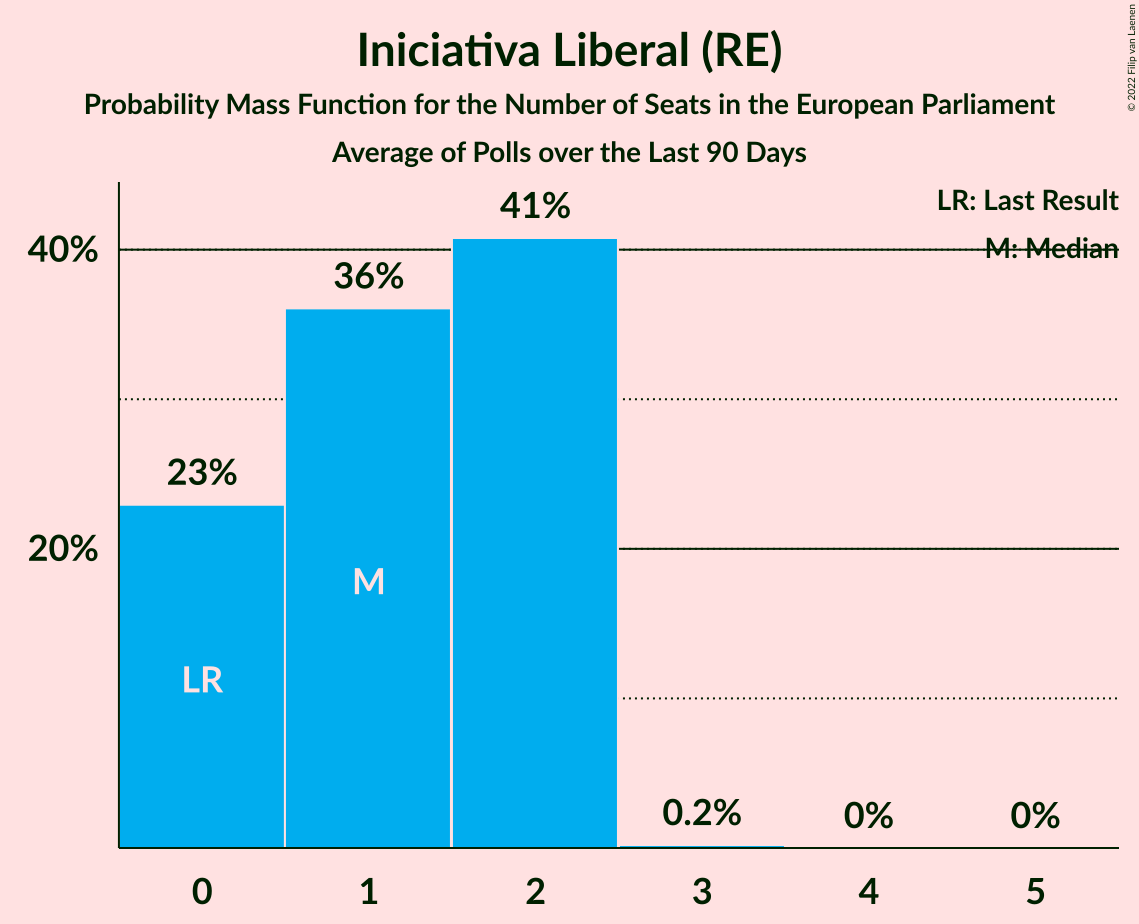 Iniciativa Liberal (RE)
Probability Mass Function for the Number of Seats in the European Parliament
Average of Polls over the Last 90 Days
© 2022 Filip van Laenen
LR: Last Result
M: Median
40%
20%
23%
36%
41%
0.2%
0%
0%
LR
M
0
1
2
3
4
5